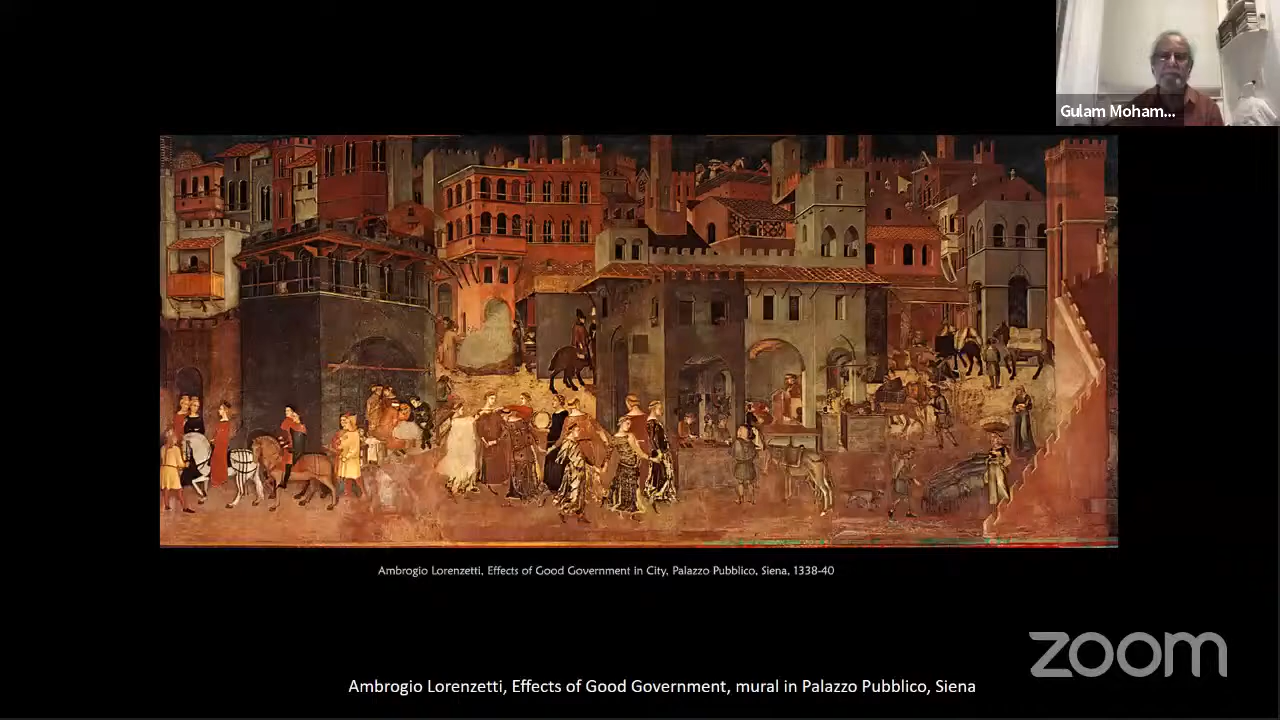 Gulam Moham...
Ambrogio Lorenzetti, Effects of Good Government in City, Palazzo Pubblico, Siena, 1338-40
zoom
Ambrogio Lorenzetti, Effects of Good Government, mural in Palazzo Pubblico, Siena